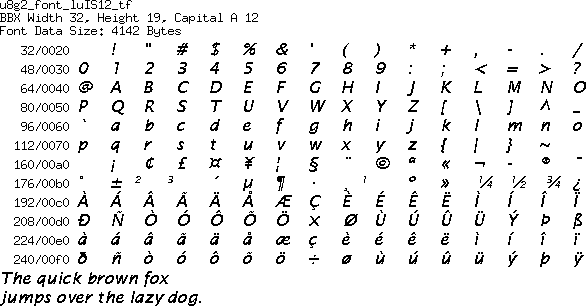 u8g2_font_luIS12_tf
BBX Width 32, Height 19, Capital A 12
Font Data Size: 4142 Bytes
32/0020 ! " # $ % & ' ( ) * + , - . /
48/0030 0 1 2 3 4 5 6 7 8 9 : ; < = > ?
64/0040 @ A B C D E F G H I J K L M N O
80/0050 P Q R S T U V W X Y Z [ \ ] ^ _
96/0060 ` a b c d e f g h i j k l m n o
112/0070 p q r s t u v w x y z { | } ~
160/00a0 ¡ ¢ £ ¤ ¥ ¦ § ¨ © ª « ¬ - ® ¯
176/00b0 ° ± ² ³ ´ µ ¶ · ¸ ¹ º » ¼ ½ ¾ ¿
192/00c0 À Á Â Ã Ä Å Æ Ç È É Ê Ë Ì Í Î Ï
208/00d0 Ð Ñ Ò Ó Ô Õ Ö × Ø Ù Ú Û Ü Ý Þ ß
224/00e0 à á â ã ä å æ ç è é ê ë ì í î ï
240/00f0 ð ñ ò ó ô õ ö ÷ ø ù ú û ü ý þ ÿ
The quick brown fox
jumps over the lazy dog.